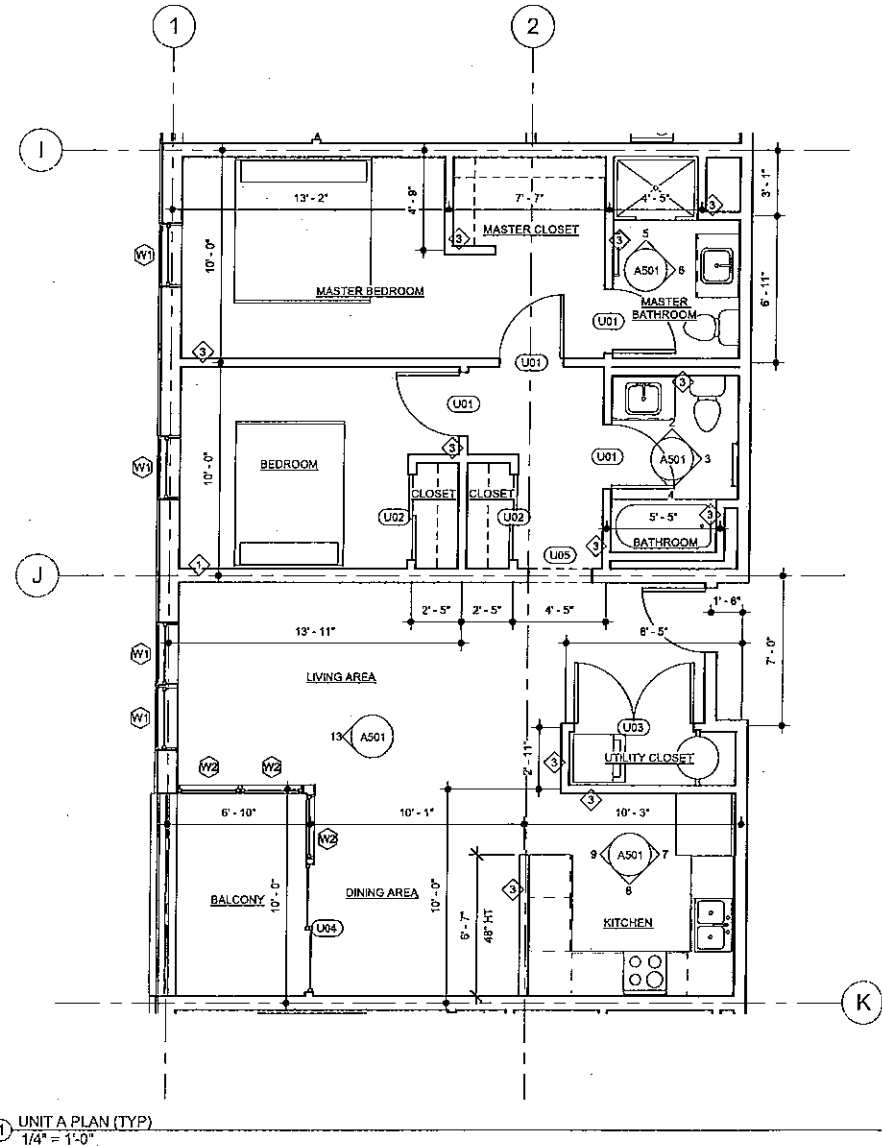 1
2
I
13' - 2"
4' - 9"
7' - 7"
4' - 5"
3' - 1"
3
MASTER CLOSET
3
3
5
W1
A501
6
10' - 0"
MASTER BEDROOM
MASTER
BATHROOM
6' - 11"
U01
3
U01
U01
3
2
3
BEDROOM
W1
U01
A501
3
4
10' - 0"
CLOSET
CLOSET
U02
U02
5' - 5"
3
BATHROOM
3
U05
1
J
2' - 5"
2' - 5"
4' - 5"
1' - 6"
13' - 11"
7' - 0"
W1
LIVING AREA
W1
U03
13
A501
2' - 11"
UTILITY CLOSET
3
W2
W2
3
6' - 10"
10' - 1"
10' - 3"
W2
9
A501
7
8
3
BALCONY
10' - 0"
DINING AREA
10' - 0"
6' - 7"
48" HT
KITCHEN
U04
K
1
UNIT A PLAN (TYP)
1/4" = 1'-0"